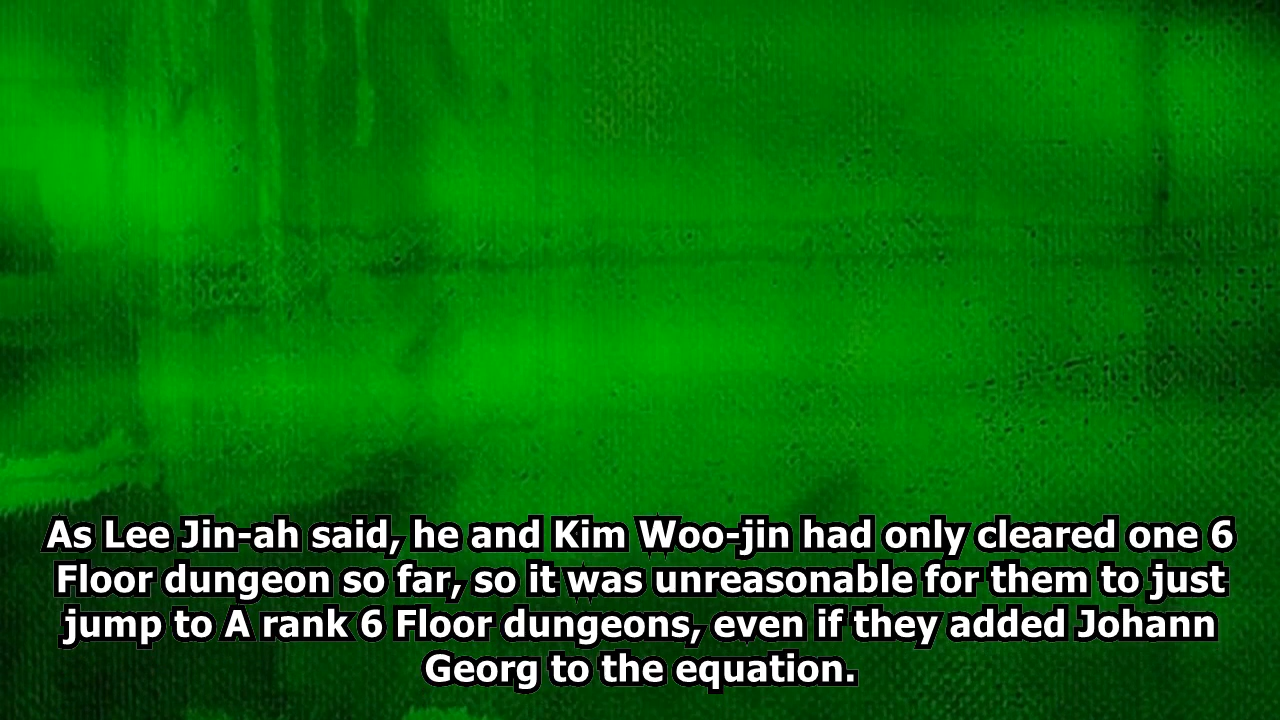 As Lee Jin-ah said, he and Kim Woo-jin had only cleared one 6
Floor dungeon so far, so it was unreasonable for them to just
jump to A rank 6 Floor dungeons, even if they added Johann
Georg to the equation.